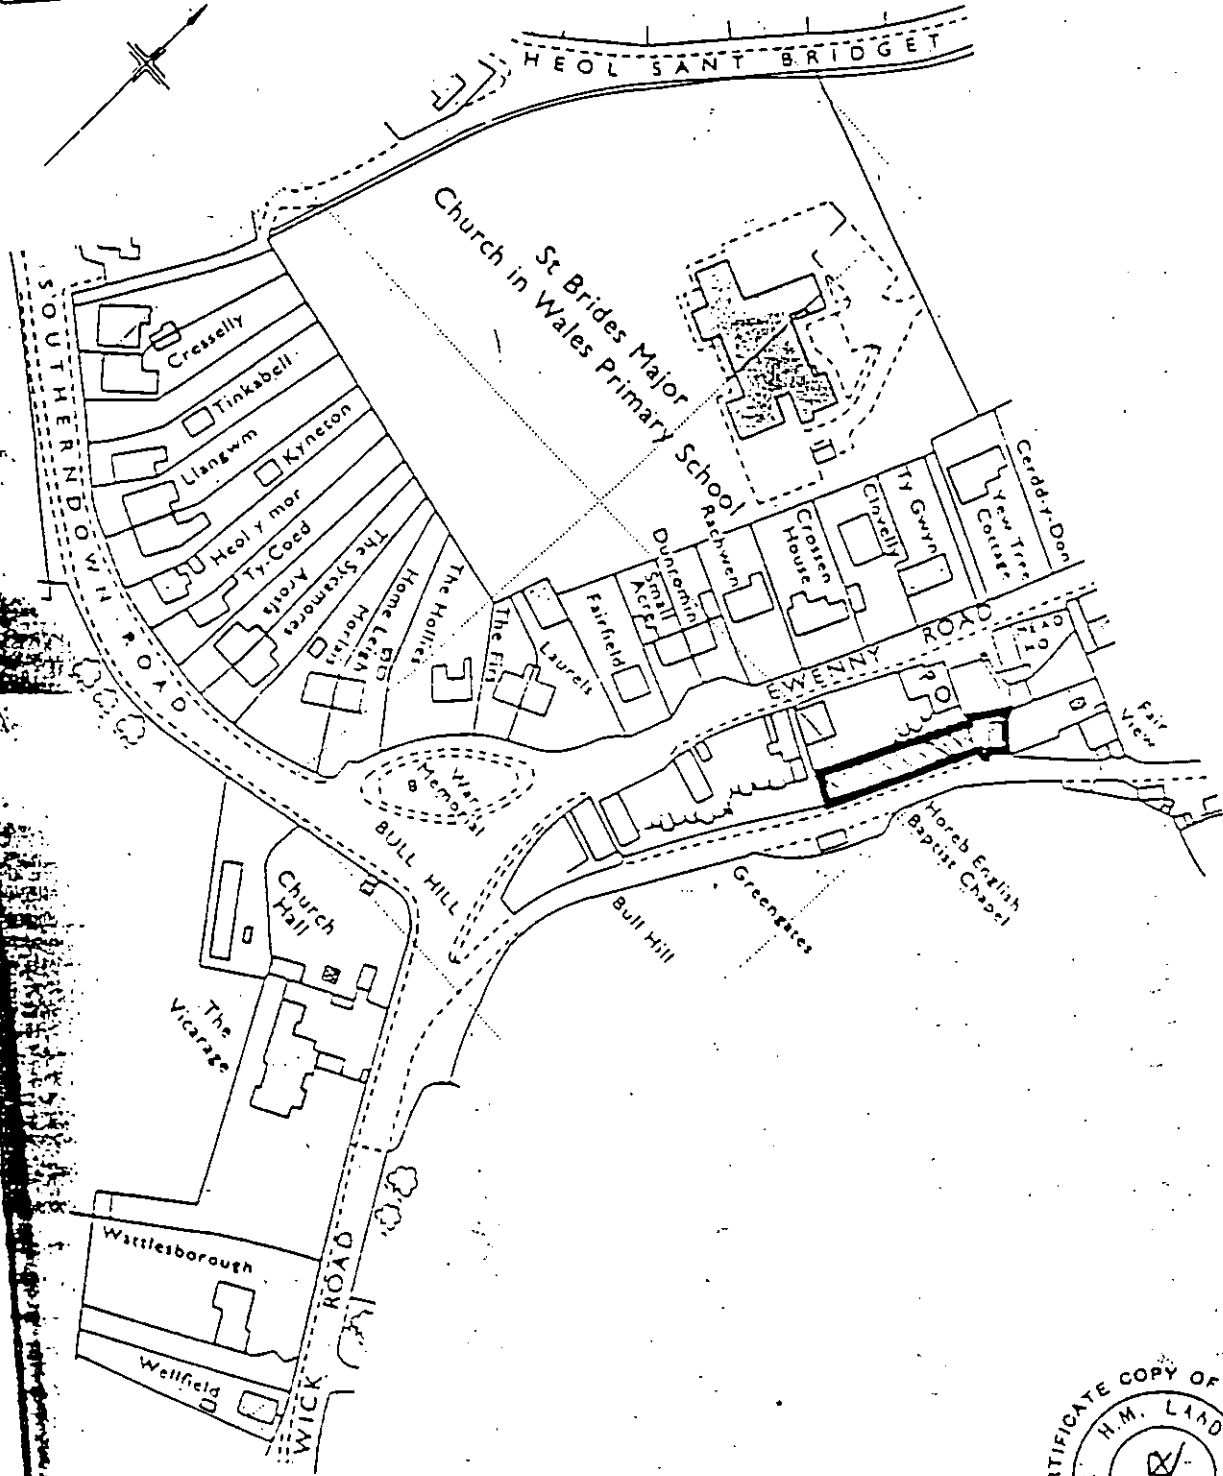 HEOL SANT BRIDGET
St Brides Major
Church in Wales Primary School
SOUTHERNDOWN ROAD
Cresselly
Tinkabell
Llangwm
Kyneton
Heol y mor
Ty-Coed
Arosfa
The Sycamores
Morlais
Home Leigh
The Hollies
The Firs
Laurels
Fairfield
Small Acres
Dunromin
Rachwen
Crossen House
Clovelly
Ty Gwyn
Yew Tree Cottage
Cerdd-y-Don
EWENNY ROAD
PO
Fair View
War Memorial
BULL HILL
Horeb English
Baptist Chapel
Greengates
Bull Hill
Church Hall
The Vicarage
Wattlesborough
Wellfield
WICK ROAD
COPY OF
H.M. LAND